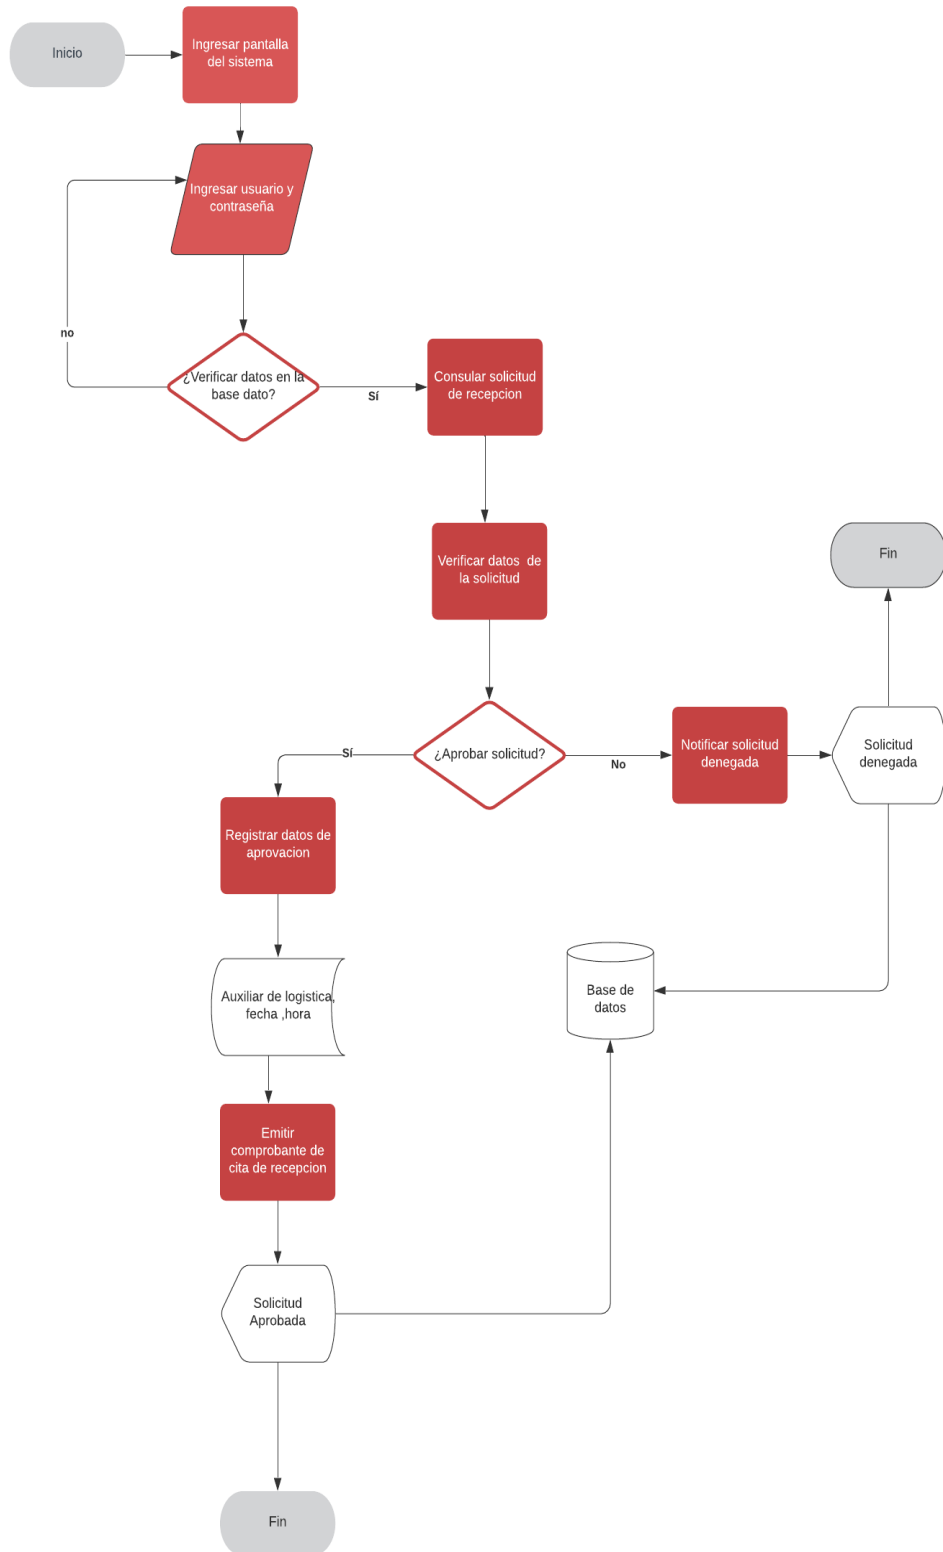 Inicio
Ingresar pantalla
del sistema
Ingresar usuario y
contraseña
no
¿Verificar datos en la
base dato?
Sí
Consular solicitud
de recepcion
Verificar datos de
la solicitud
Fin
¿Aprobar solicitud?
Sí
No
Notificar solicitud
denegada
Solicitud
denegada
Registrar datos de
aprovacion
Auxiliar de logistica,
fecha ,hora
Base de
datos
Emitir
comprobante de
cita de recepcion
Solicitud
Aprobada
Fin